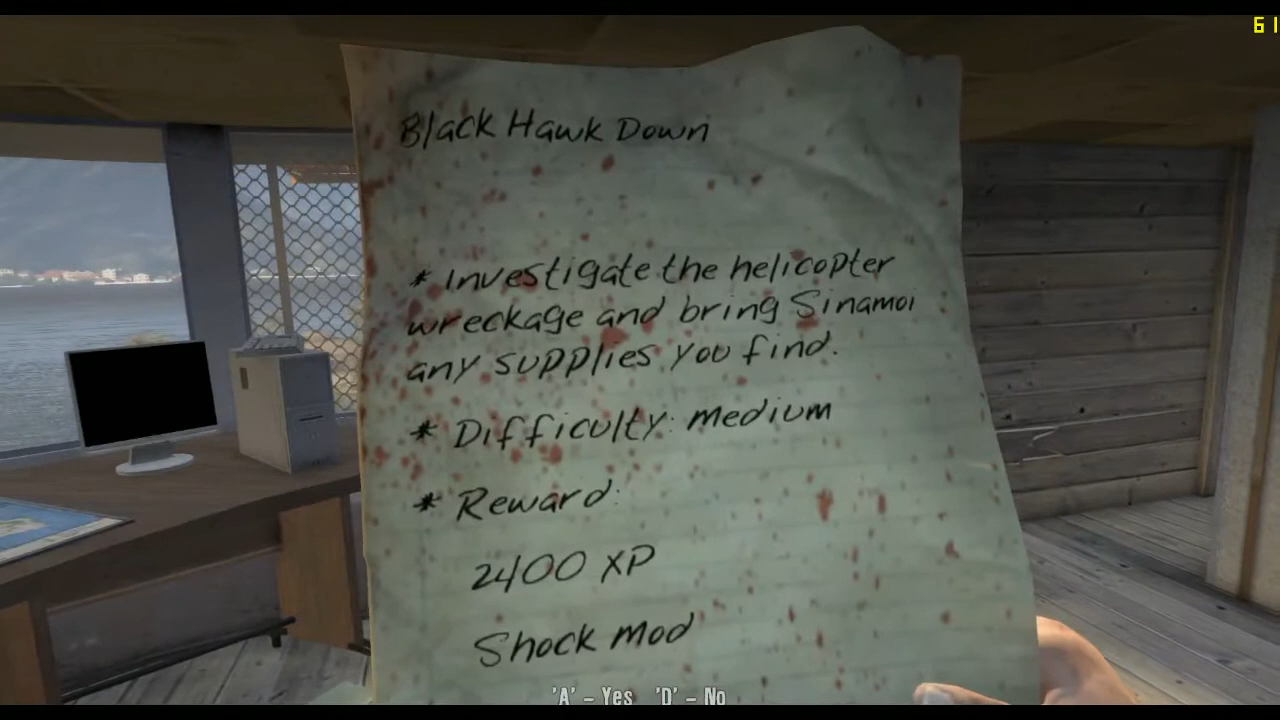 61
Black Hawk Down
* Investigate the helicopter
wreckage and bring Sinamoi
any supplies you find.
* Difficulty: medium
* Reward:
2400 XP
Shock mod
'A' – Yes 'D' – No